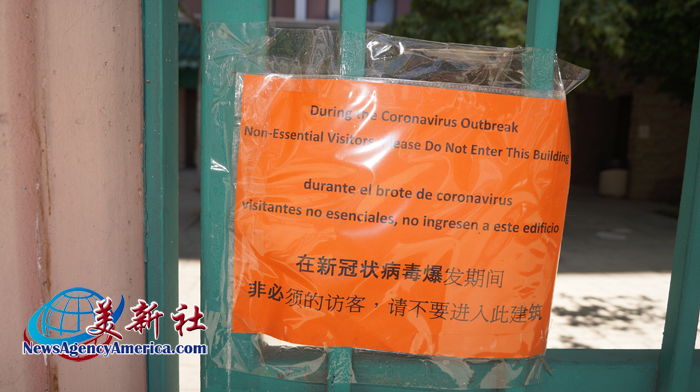 During the Coronavirus Outbreak
Non-Essential Visitors Please Do Not Enter This Building
durante el brote de coronavirus
visitantes no esenciales, no ingresen a este edificio
在新冠状病毒爆发期间
非必须的访客，请不要进入此建筑
美新社
NewsAgencyAmerica.com